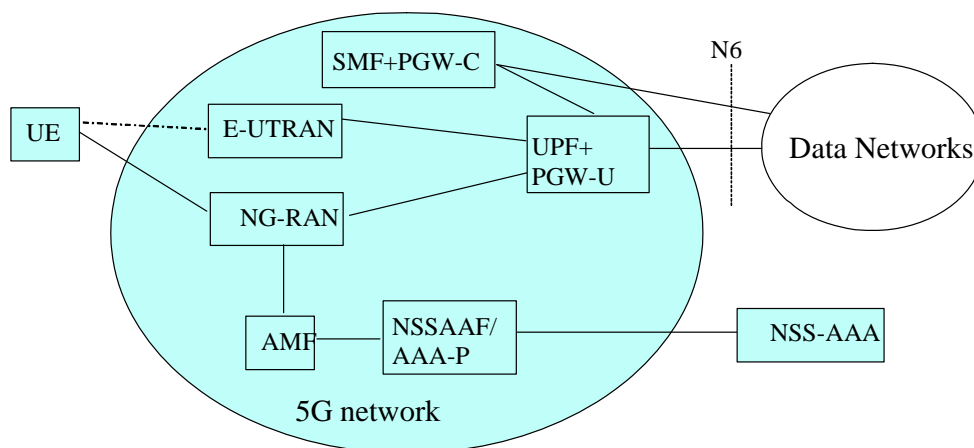 N6
SMF+PGW-C
UE
E-UTRAN
UPF+
PGW-U
Data Networks
NG-RAN
AMF
NSSAAF/
AAA-P
NSS-AAA
5G network